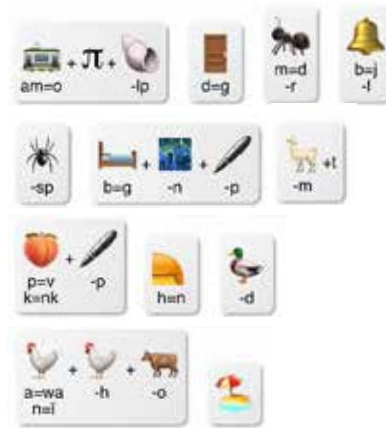 + π +
am=o -lp d=g m=d b=j
-r -l
+ + +t
-sp b=g -n -p -m
+
p=v -p h=n -d
k=nk
+ +
a=wa -h -o